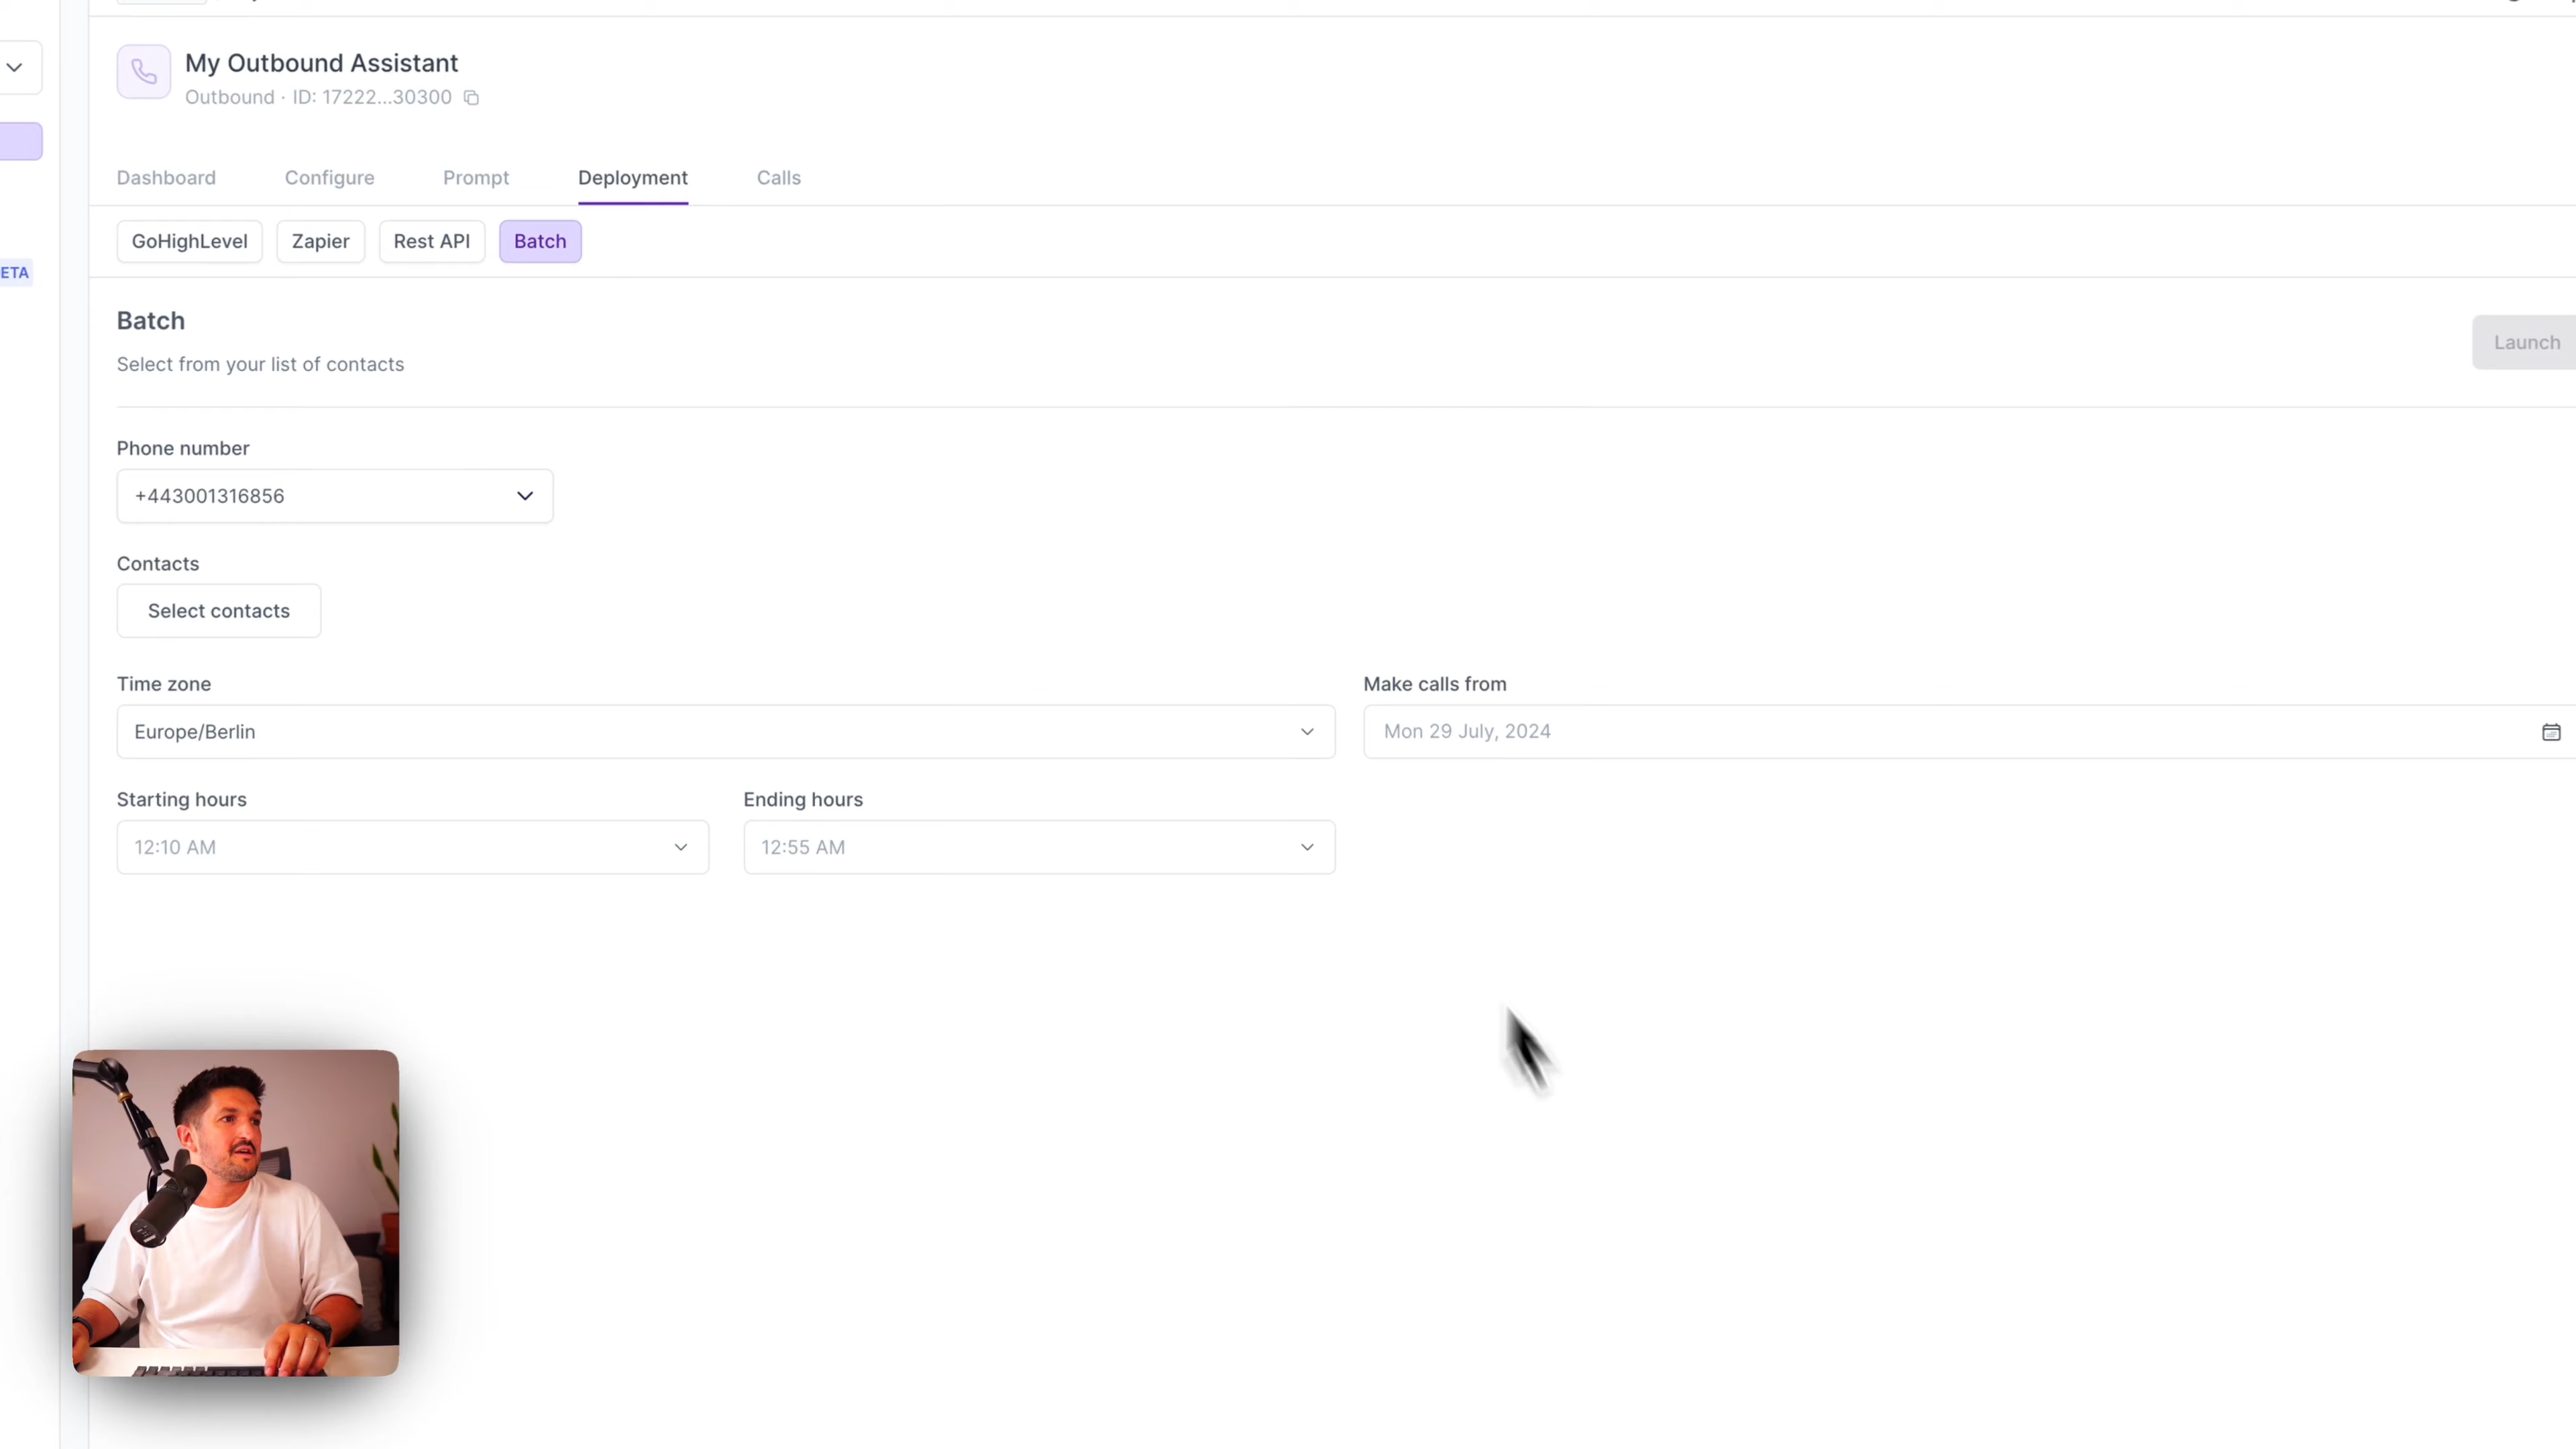 My Outbound Assistant
Outbound · ID: 17222...30300
Dashboard Configure Prompt Deployment Calls
GoHighLevel Zapier Rest API Batch
ETA
Batch
Select from your list of contacts
Launch
Phone number
+443001316856
Contacts
Select contacts
Time zone Make calls from
Europe/Berlin Mon 29 July, 2024
Starting hours Ending hours
12:10 AM 12:55 AM